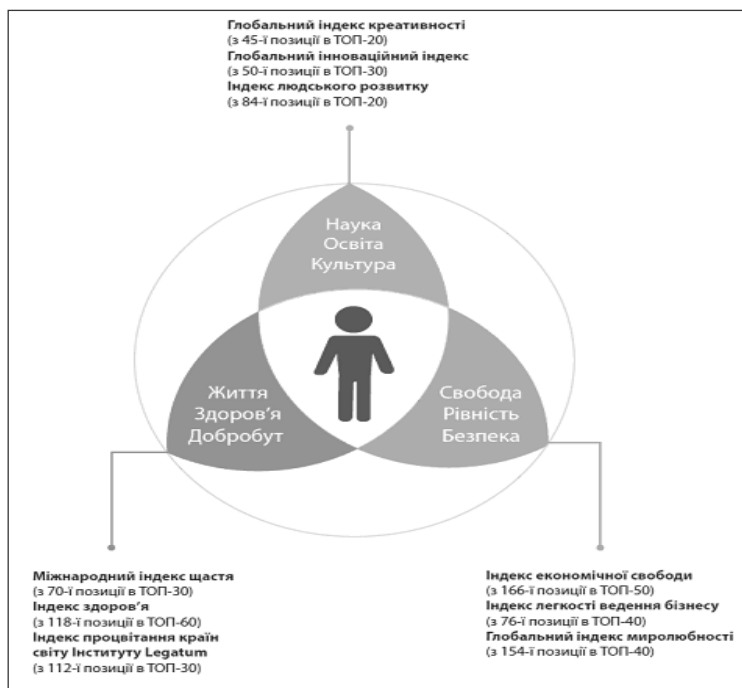 Глобальний індекс креативності
(з 45-ї позиції в ТОП-20)
Глобальний інноваційний індекс
(з 50-ї позиції в ТОП-30)
Індекс людського розвитку
(з 84-ї позиції в ТОП-20)
Наука
Освіта
Культура
Життя
Здоров’я
Добробут
Свобода
Рівність
Безпека
Міжнародний індекс щастя
(з 70-ї позиції в ТОП-30)
Індекс здоров’я
(з 118-ї позиції в ТОП-60)
Індекс процвітання країн
світу Інституту Legatum
(з 112-ї позиції в ТОП-30)
Індекс економічної свободи
(з 166-ї позиції в ТОП-50)
Індекс легкості ведення бізнесу
(з 76-ї позиції в ТОП-40)
Глобальний індекс миролюбності
(з 154-ї позиції в ТОП-40)